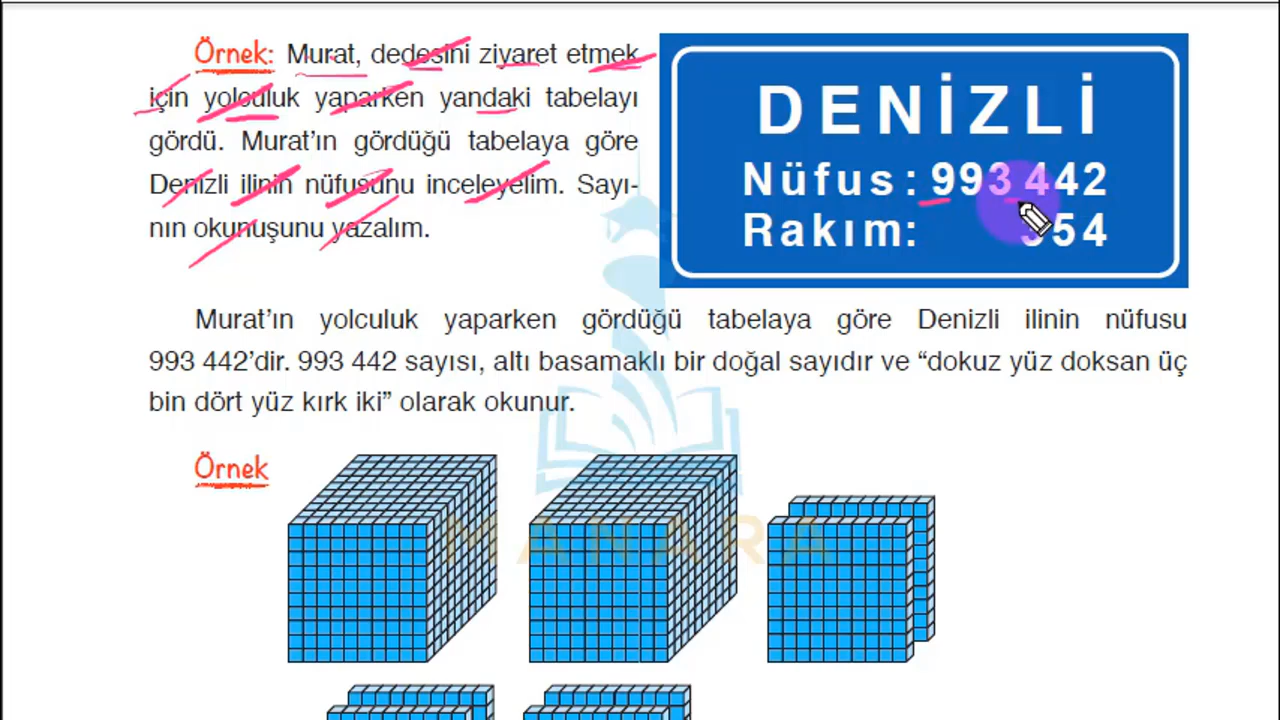 Örnek: Murat, dedesini ziyaret etmek
için yolculuk yaparken yandaki tabelayı
gördü. Murat’ın gördüğü tabelaya göre
Denizli ilinin nüfusunu inceleyelim. Sayı-
nın okunuşunu yazalım.
DENİZLİ
Nüfus: 993 442
Rakım: 354
Murat’ın yolculuk yaparken gördüğü tabelaya göre Denizli ilinin nüfusu
993 442’dir. 993 442 sayısı, altı basamaklı bir doğal sayıdır ve “dokuz yüz doksan üç
bin dört yüz kırk iki” olarak okunur.
Örnek
MANARA